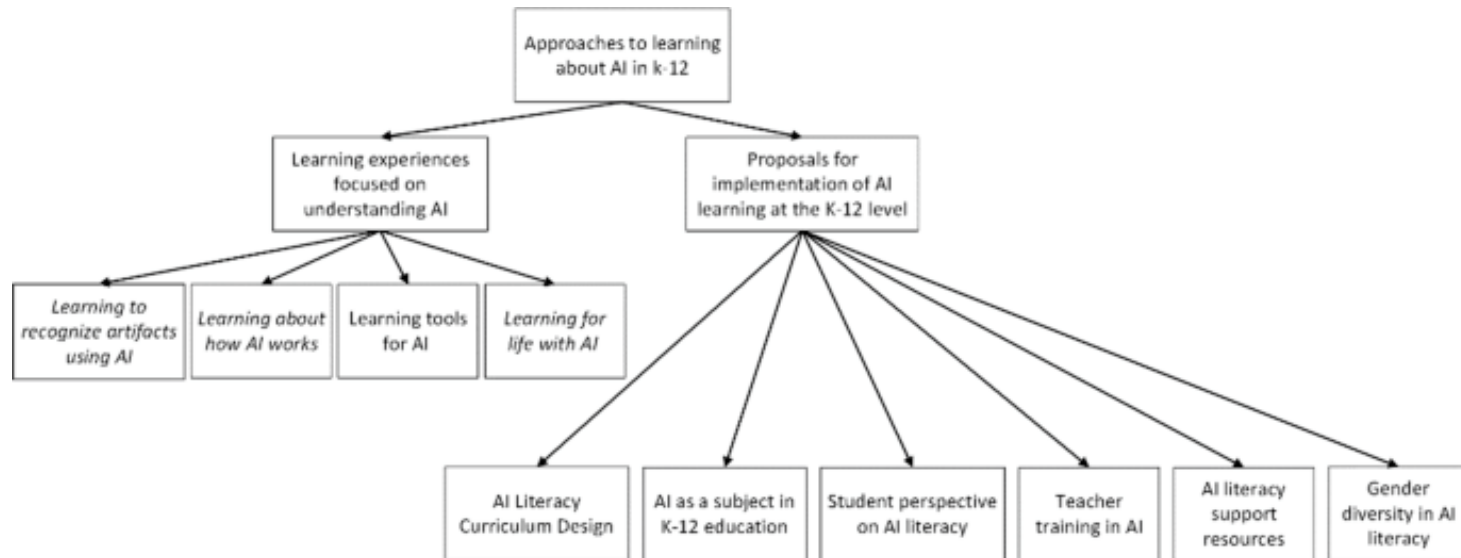 Approaches to learning
about AI in k-12
Learning experiences
focused on
understanding AI
Proposals for
implementation of AI
learning at the K-12 level
Learning to
recognize artifacts
using AI
Learning about
how AI works
Learning tools
for AI
Learning for
life with AI
AI Literacy
Curriculum Design
AI as a subject in
K-12 education
Student perspective
on AI literacy
Teacher
training in AI
AI literacy
support
resources
Gender
diversity in AI
literacy